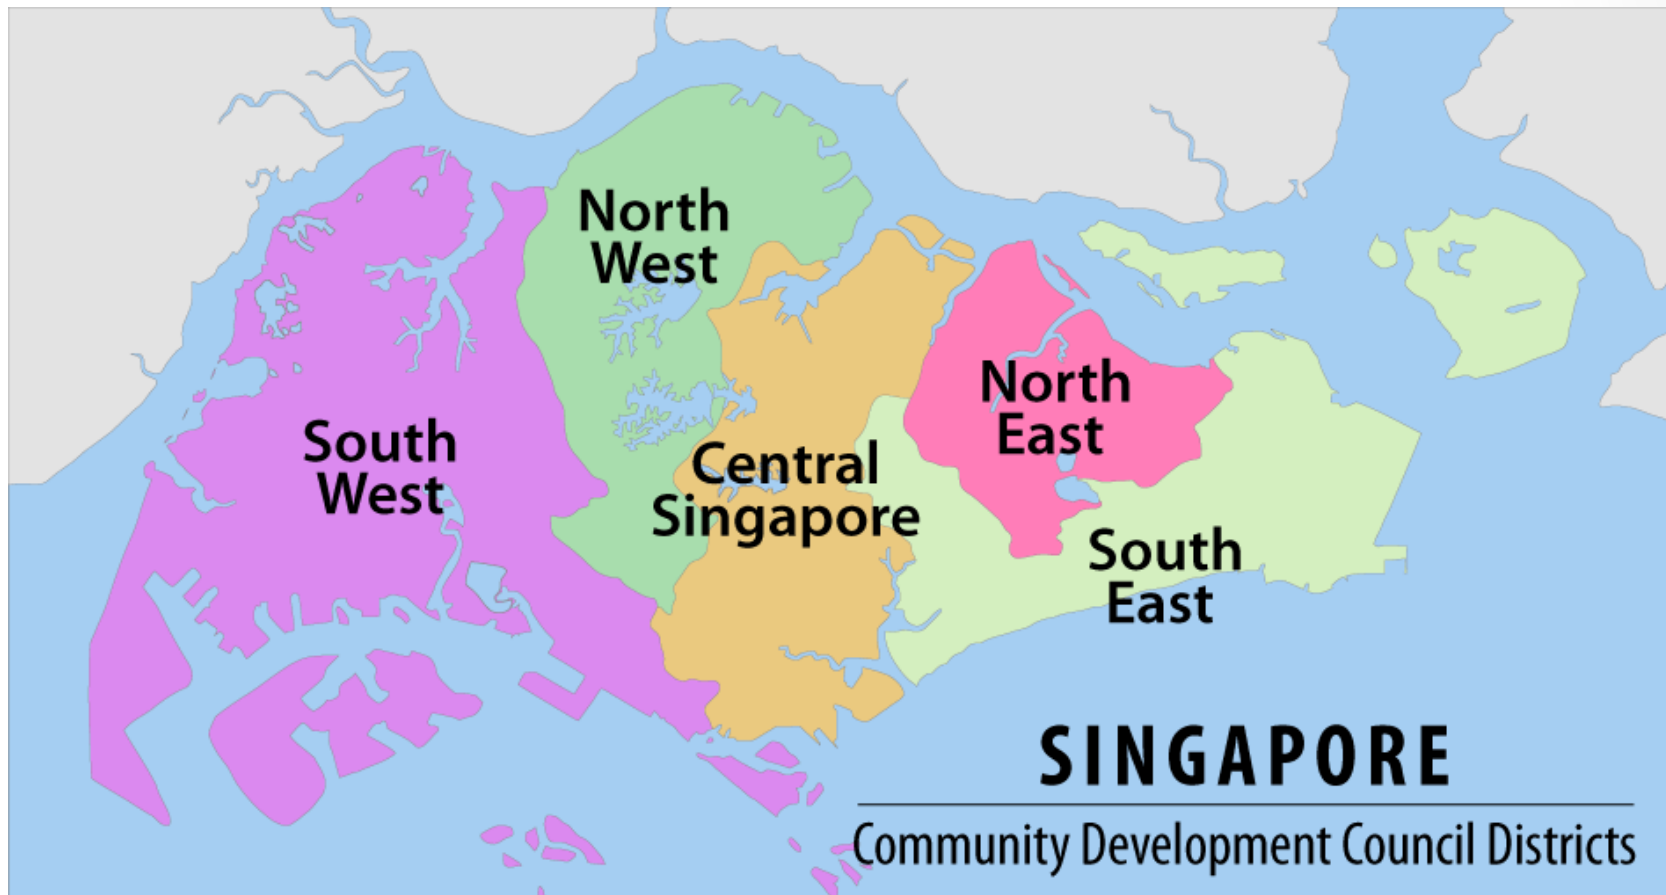 North
West
South
West
North
East
Central
Singapore
South
East
SINGAPORE
Community Development Council Districts